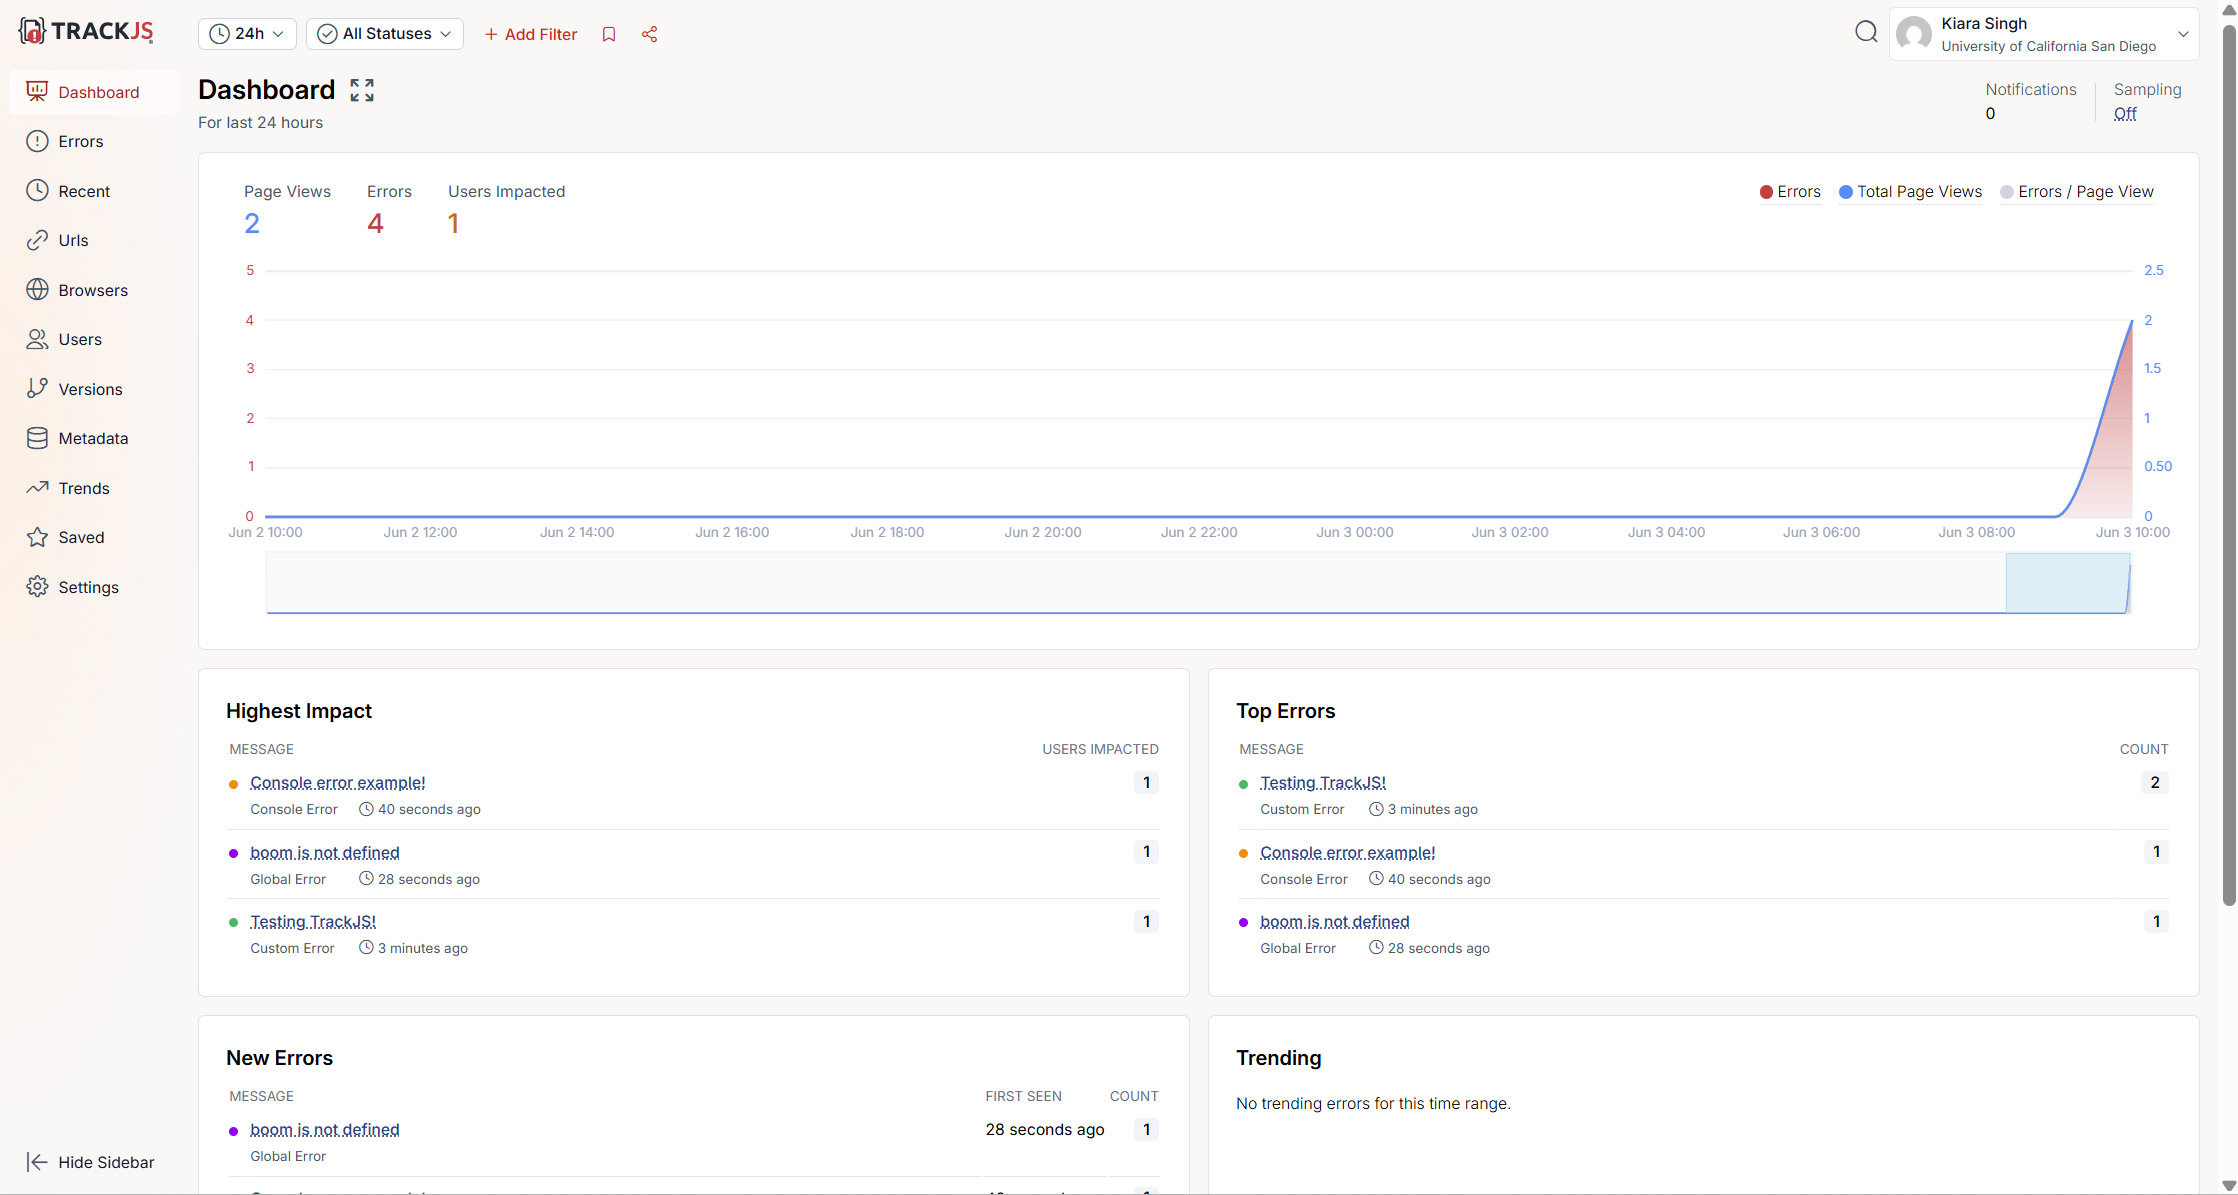 TRACKJS
24h
All Statuses
+ Add Filter
Kiara Singh
University of California San Diego
Dashboard
Errors
Recent
Urls
Browsers
Users
Versions
Metadata
Trends
Saved
Settings
Hide Sidebar
Dashboard
For last 24 hours
Notifications
0
Sampling
Off
Page Views
2
Errors
4
Users Impacted
1
Errors
Total Page Views
Errors / Page View
5
4
3
2
1
0
2.5
2
1.5
1
0.50
0
Jun 2 10:00
Jun 2 12:00
Jun 2 14:00
Jun 2 16:00
Jun 2 18:00
Jun 2 20:00
Jun 2 22:00
Jun 3 00:00
Jun 3 02:00
Jun 3 04:00
Jun 3 06:00
Jun 3 08:00
Jun 3 10:00
Highest Impact
MESSAGE USERS IMPACTED
Console error example! 1
Console Error 40 seconds ago
boom is not defined 1
Global Error 28 seconds ago
Testing TrackJS! 1
Custom Error 3 minutes ago
Top Errors
MESSAGE COUNT
Testing TrackJS! 2
Custom Error 3 minutes ago
Console error example! 1
Console Error 40 seconds ago
boom is not defined 1
Global Error 28 seconds ago
New Errors
MESSAGE FIRST SEEN COUNT
boom is not defined 28 seconds ago 1
Global Error
Trending
No trending errors for this time range.